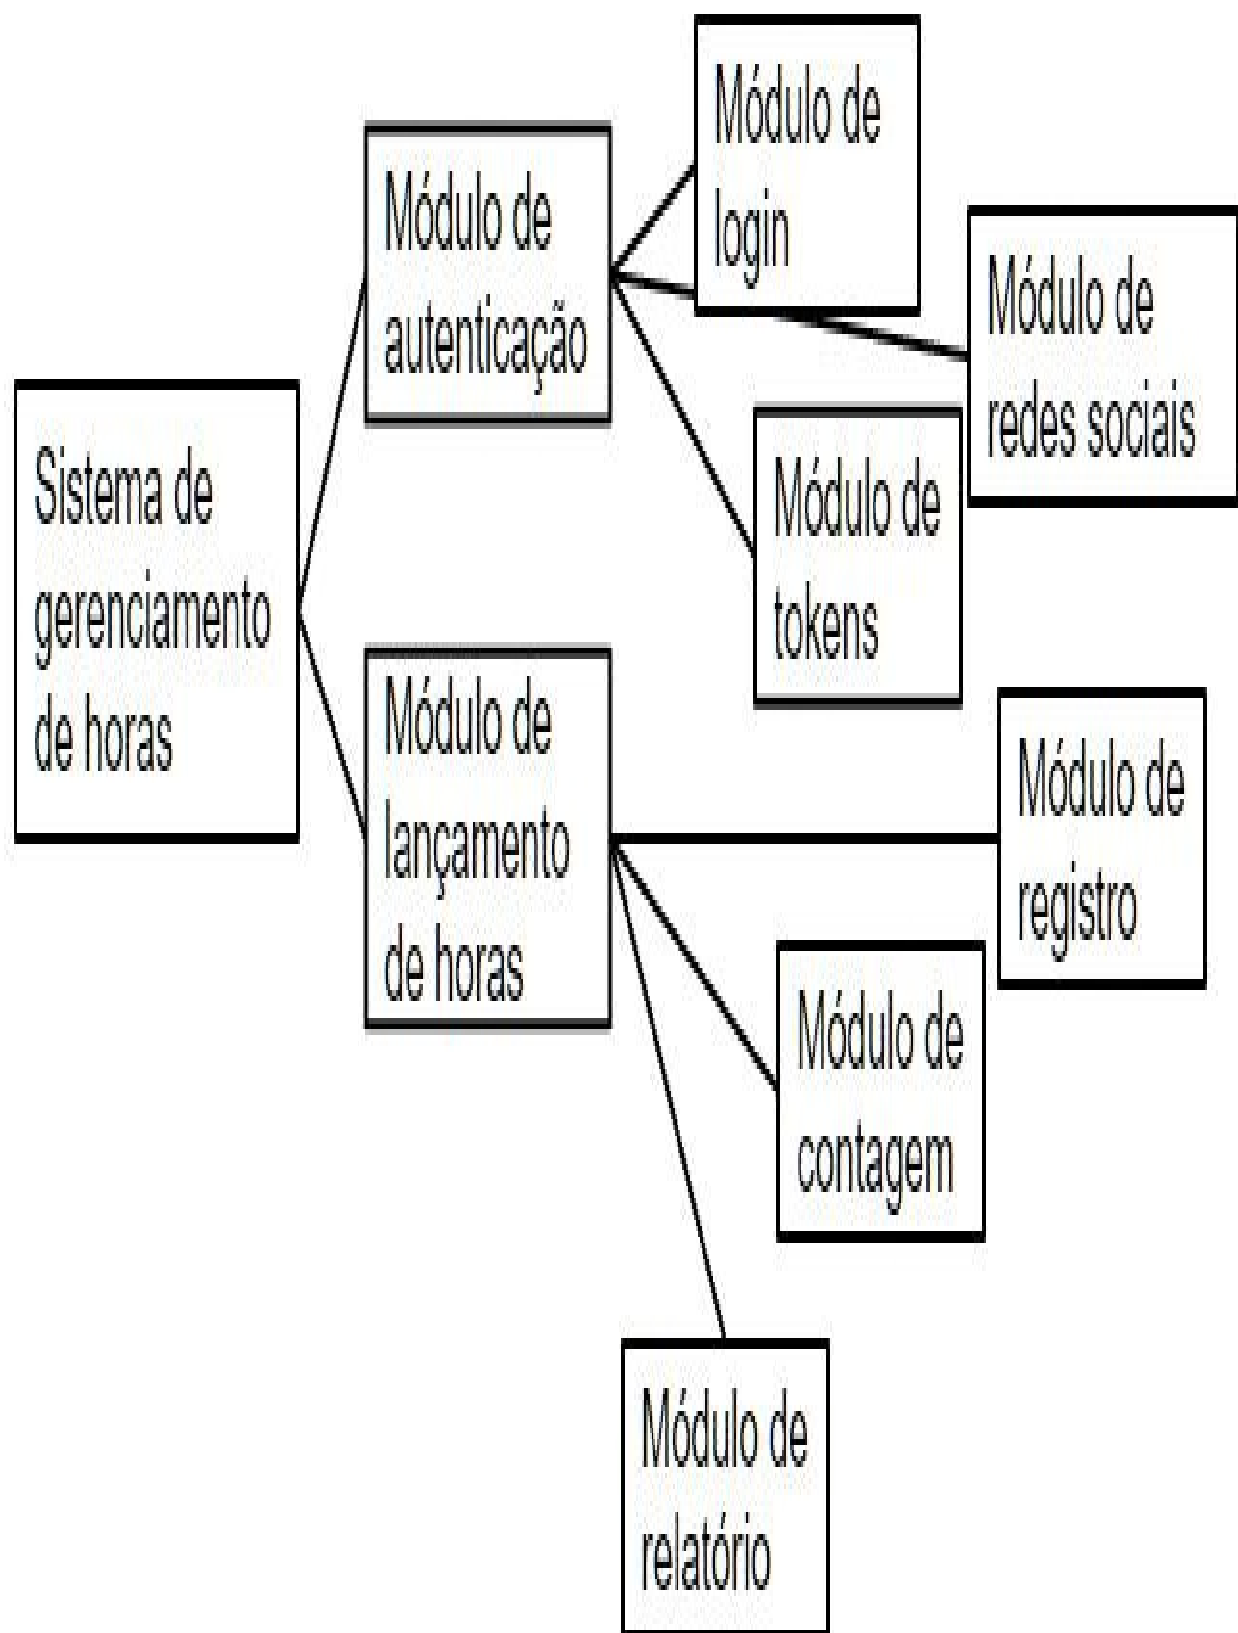 Sistema de
gerenciamento
de horas
Módulo de
autenticação
Módulo de
login
Módulo de
redes sociais
Módulo de
tokens
Módulo de
lançamento
de horas
Módulo de
registro
Módulo de
contagem
Módulo de
relatório